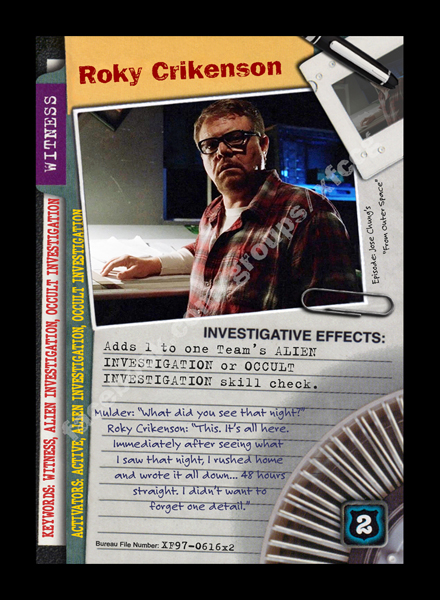 Roky Crikenson
WITNESS
KEYWORDS: WITNESS, ALIEN INVESTIGATION, OCCULT INVESTIGATION
ACTIVATORS: ACTIVE, ALIEN INVESTIGATION, OCCULT INVESTIGATION
Episode: Jose Chung's
"From Outer Space"
INVESTIGATIVE EFFECTS:
Adds 1 to one Team's ALIEN
INVESTIGATION or OCCULT
INVESTIGATION skill check.
Mulder: "What did you see that night?"
Roky Crikenson: "This. It's all here.
Immediately after seeing what
I saw that night, I rushed home
and wrote it all down... 48 hours
straight. I didn't want to
forget one detail."
2
Bureau File Number: XF97-0616x2